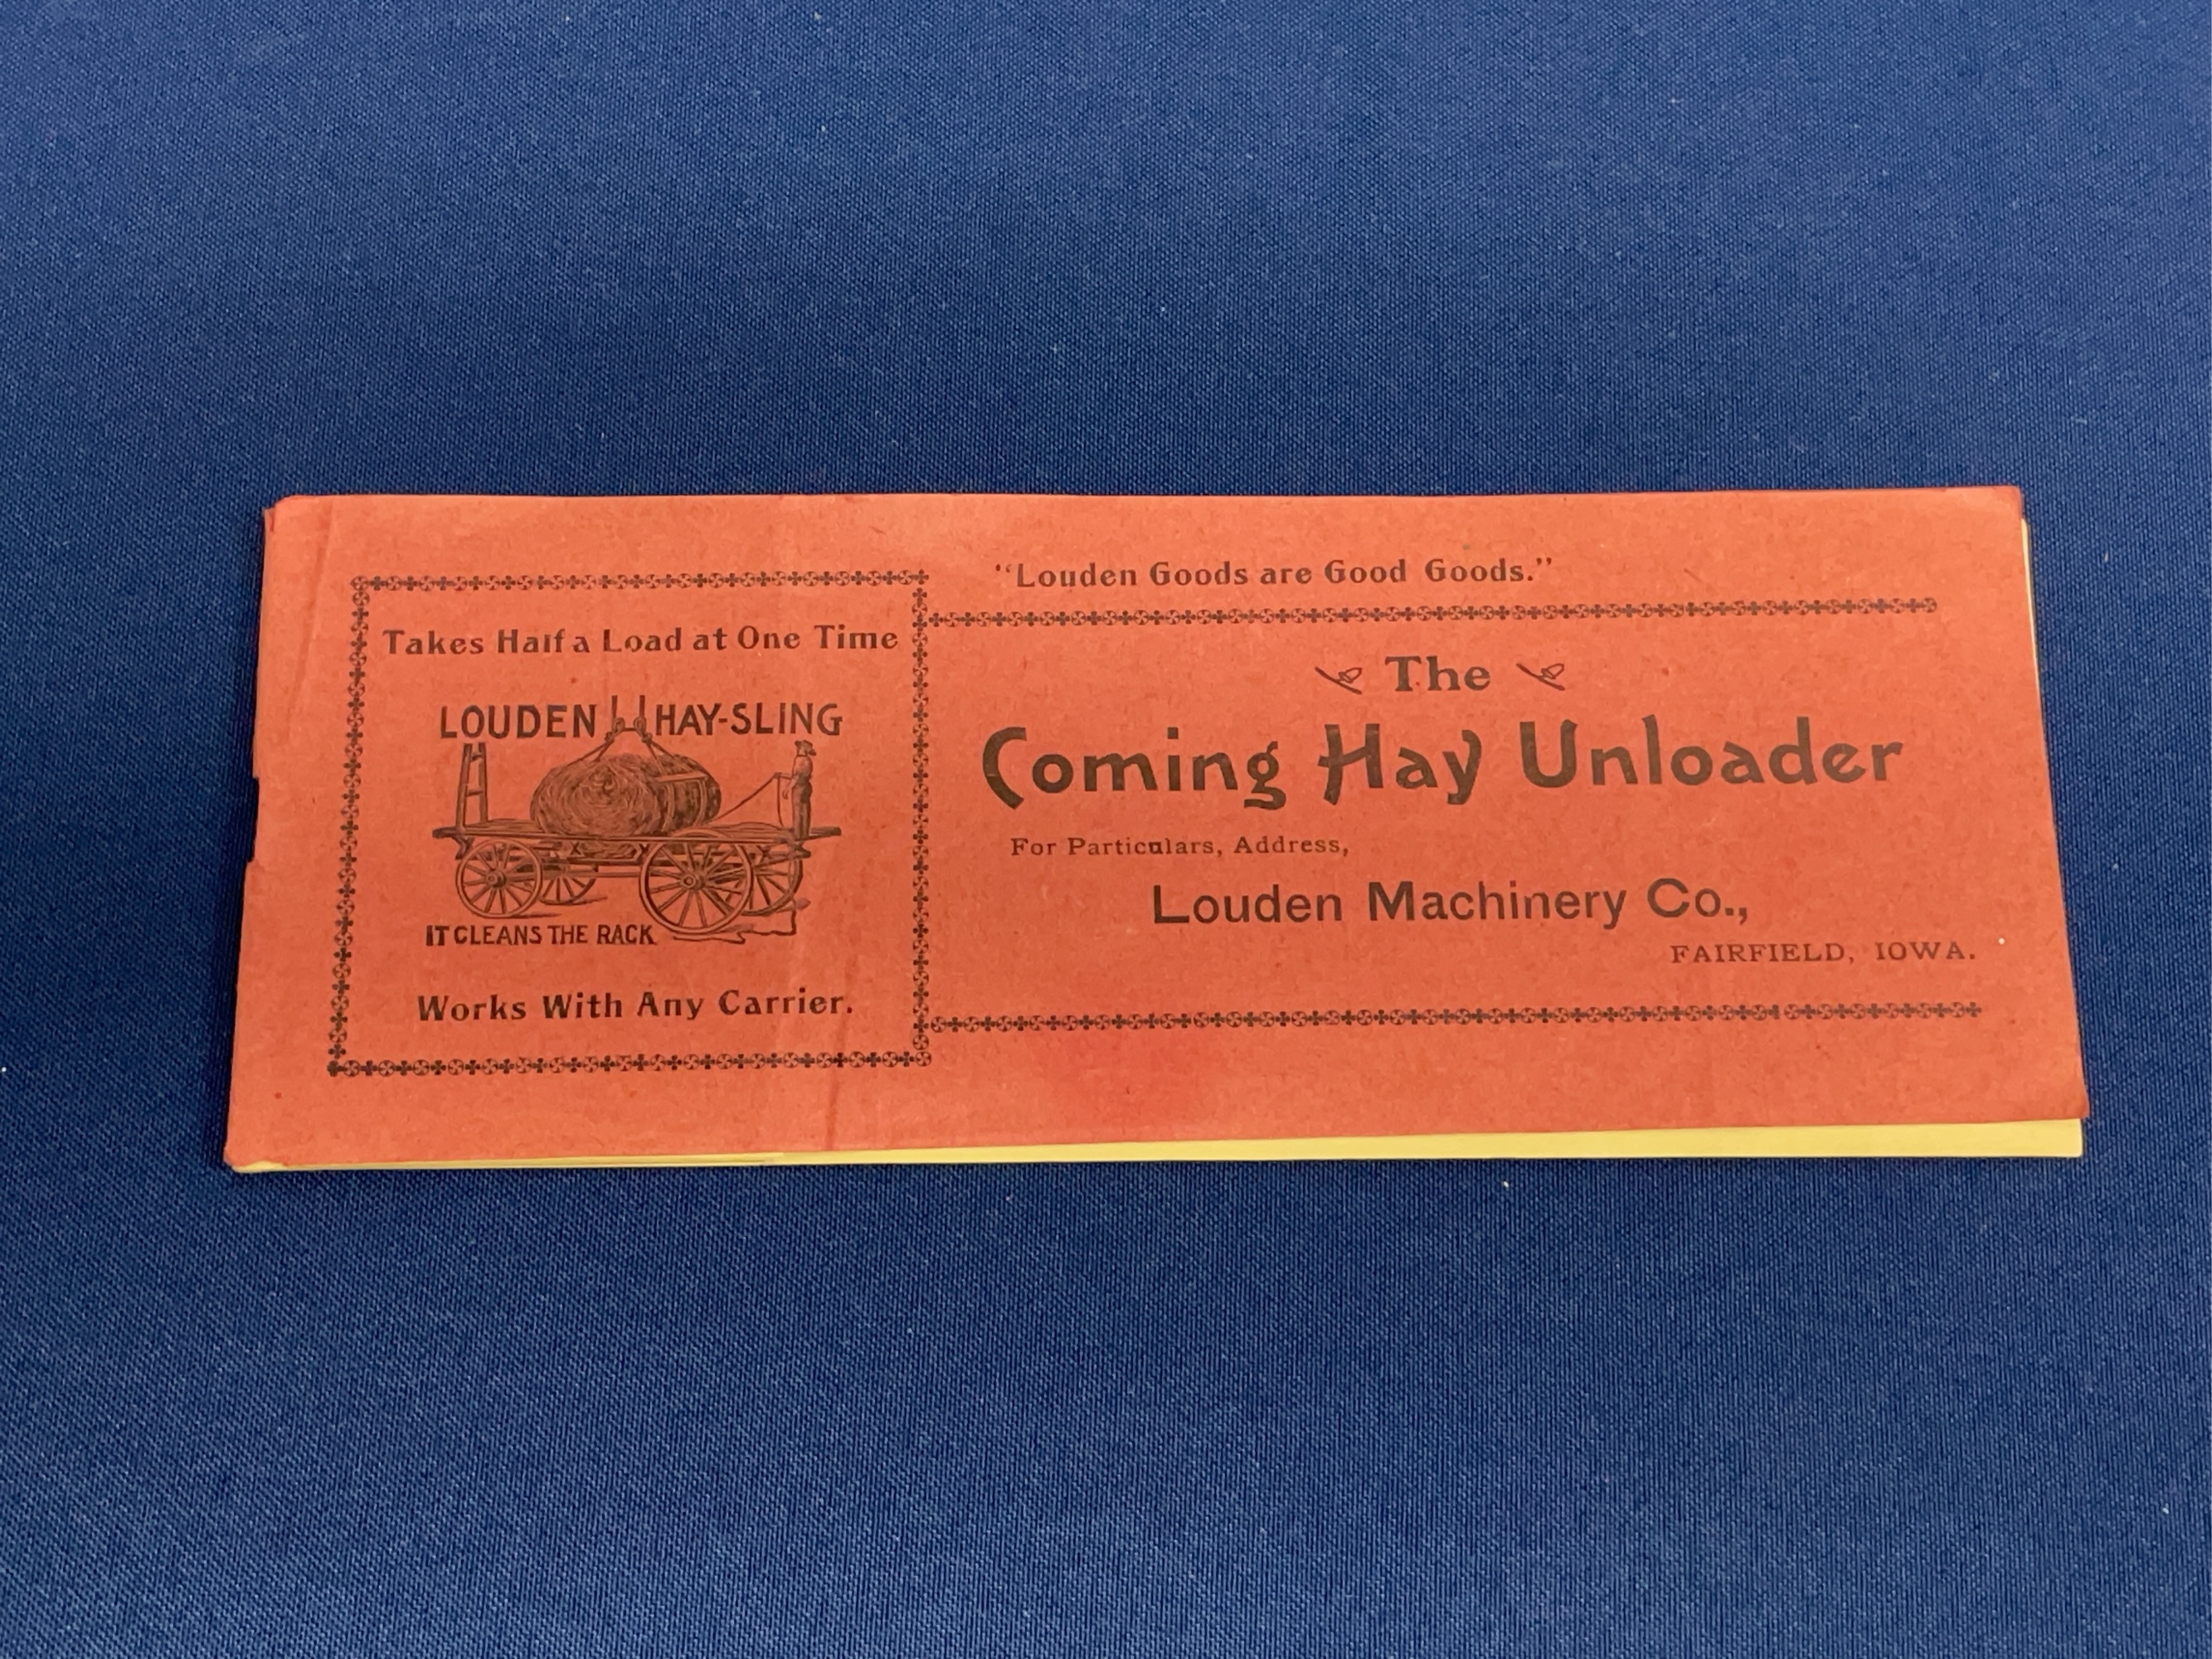 Takes Half a Load at One Time
LOUDEN HAY-SLING
IT CLEANS THE RACK
Works With Any Carrier.
"Louden Goods are Good Goods."
The
Coming Hay Unloader
For Particulars, Address,
Louden Machinery Co.,
FAIRFIELD, IOWA.